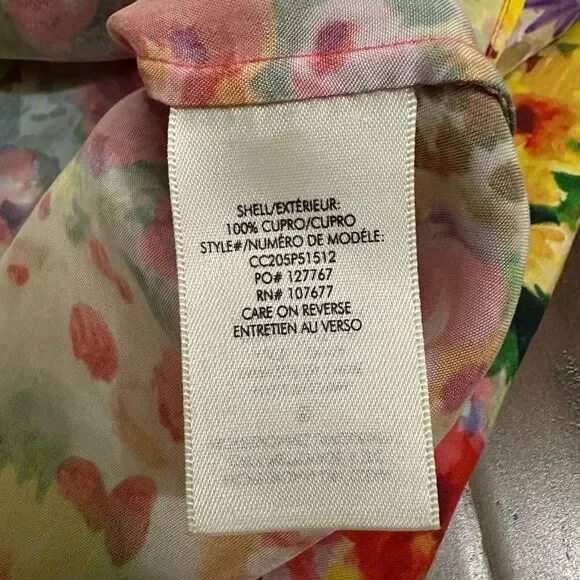 SHELL/EXTÉRIEUR:
100% CUPRO/CUPRO
STYLE#/NUMÉRO DE MODÉLE:
CC205P51512
PO# 127767
RN# 107677
CARE ON REVERSE
ENTRETIEN AU VERSO